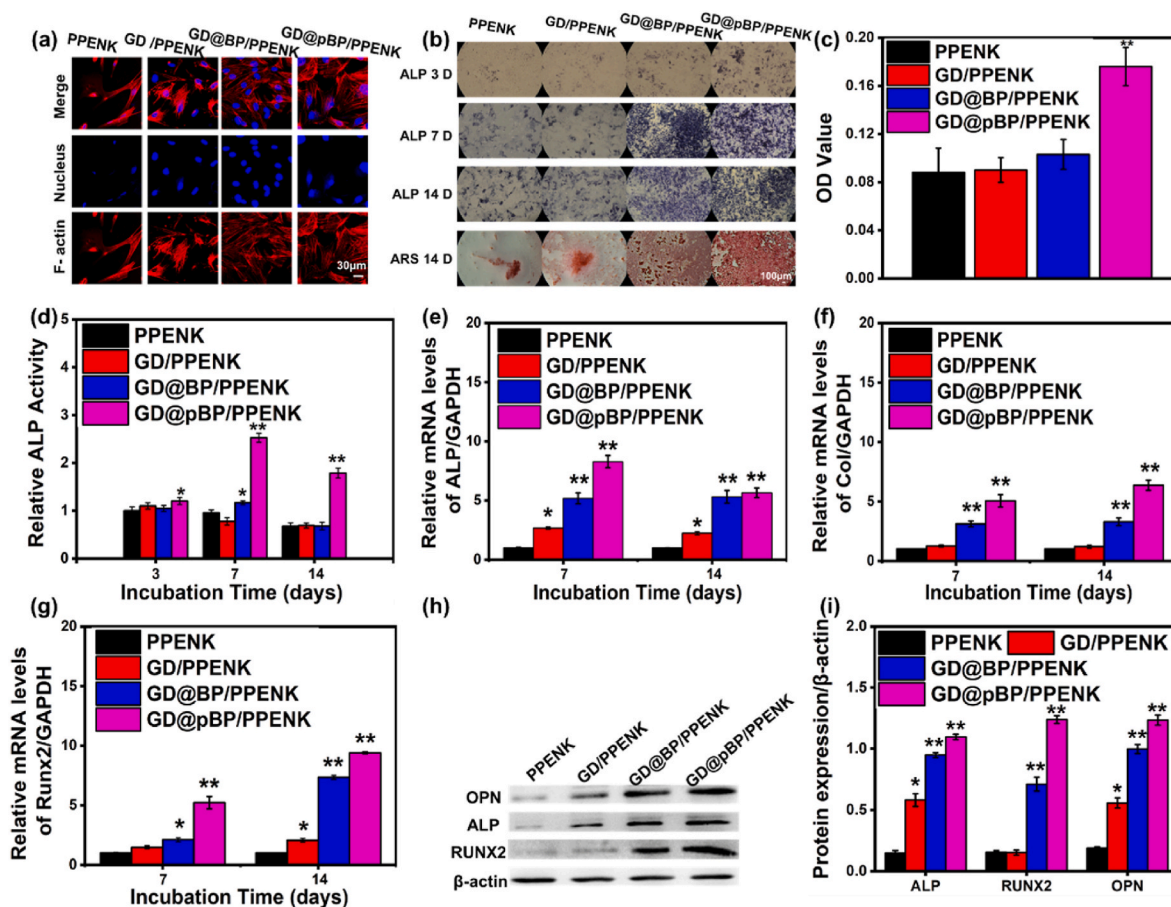 (a)
PPENK GD /PPENK GD@BP/PPENK GD@pBP/PPENK
Merge
Nucleus
F- actin
30μm
(b)
PPENK GD/PPENK GD@BP/PPENK GD@pBP/PPENK
ALP 3 D
ALP 7 D
ALP 14 D
ARS 14 D
100μm
(c)
OD Value
0.20
0.16
0.12
0.08
0.04
0.00
PPENK
GD/PPENK
GD@BP/PPENK
GD@pBP/PPENK
**
(d)
Relative ALP Activity
5
4
3
2
1
0
PPENK
GD/PPENK
GD@BP/PPENK
GD@pBP/PPENK
* * ** **
3 7 14
Incubation Time (days)
(e)
Relative mRNA levels
of ALP/GAPDH
20
15
10
5
0
PPENK
GD/PPENK
GD@BP/PPENK
GD@pBP/PPENK
* ** ** * ** **
7 14
Incubation Time (days)
(f)
Relative mRNA levels
of Col/GAPDH
20
15
10
5
0
PPENK
GD/PPENK
GD@BP/PPENK
GD@pBP/PPENK
** ** ** **
7 14
Incubation Time (days)
(g)
Relative mRNA levels
of Runx2/GAPDH
20
15
10
5
0
PPENK
GD/PPENK
GD@BP/PPENK
GD@pBP/PPENK
* ** * ** **
7 14
Incubation Time (days)
(h)
PPENK GD/PPENK GD@BP/PPENK GD@pBP/PPENK
OPN
ALP
RUNX2
β-actin
(i)
Protein expression/β-actin
2.0
1.5
1.0
0.5
0.0
PPENK GD/PPENK
GD@BP/PPENK
GD@pBP/PPENK
* ** ** ** ** * ** **
ALP RUNX2 OPN